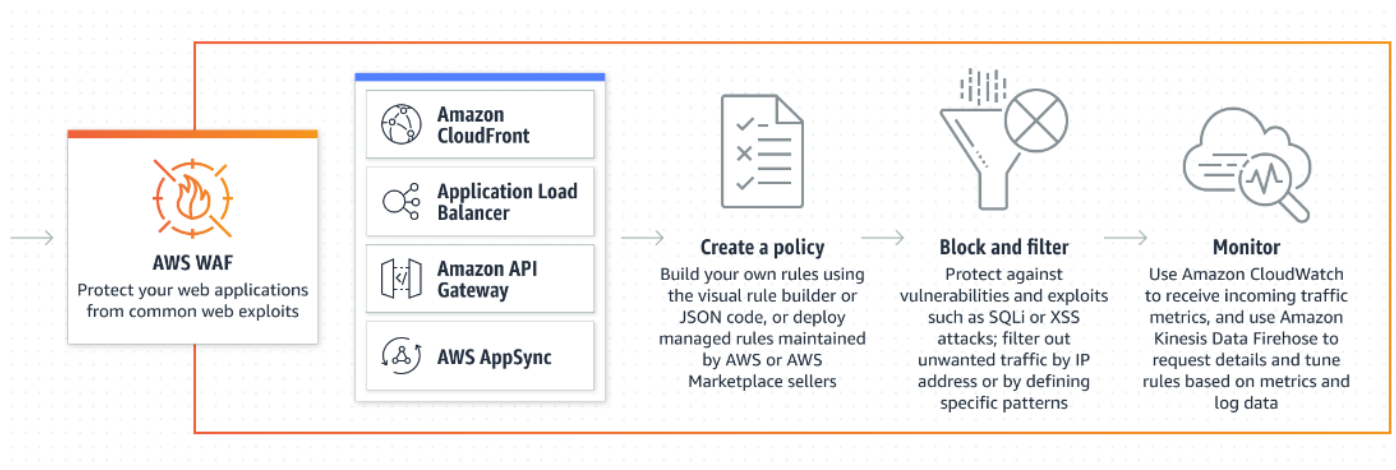 AWS WAF
Protect your web applications
from common web exploits
Amazon
CloudFront
Application Load
Balancer
Amazon API
Gateway
AWS AppSync
Create a policy
Build your own rules using
the visual rule builder or
JSON code, or deploy
managed rules maintained
by AWS or AWS
Marketplace sellers
Block and filter
Protect against
vulnerabilities and exploits
such as SQLi or XSS
attacks; filter out
unwanted traffic by IP
address or by defining
specific patterns
Monitor
Use Amazon CloudWatch
to receive incoming traffic
metrics, and use Amazon
Kinesis Data Firehose to
request details and tune
rules based on metrics and
log data